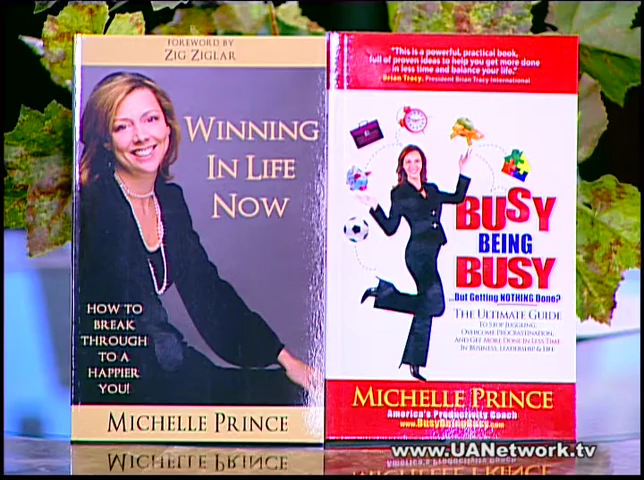 FOREWORD BY
ZIG ZIGLAR
WINNING
IN LIFE
NOW
HOW TO
BREAK
THROUGH
TO A
HAPPIER
YOU!
MICHELLE PRINCE
"This is a powerful, practical book,
full of proven ideas to help you get more done
in less time and balance your life."
Brian Tracy, President Brian Tracy International
BUSY
BEING
BUSY
...But Getting NOTHING Done?
THE ULTIMATE GUIDE
TO STOP JUGGLING,
OVERCOME PROCRASTINATION,
AND GET MORE DONE IN LESS TIME
IN BUSINESS, LEADERSHIP & LIFE
MICHELLE PRINCE
America's Productivity Coach
www.BusyBeingBusy.com
www.UANetwork.tv